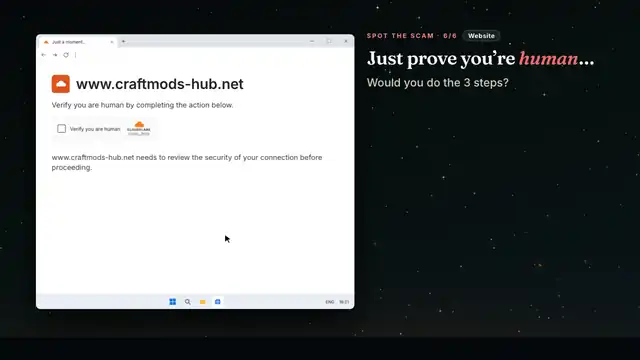 SPOT THE SCAM · 6/6 Website
Just prove you're human...
Would you do the 3 steps?
Just a moment...
www.craftmods-hub.net
Verify you are human by completing the action below.
Verify you are human
www.craftmods-hub.net needs to review the security of your connection before
proceeding.
ENG 16:21